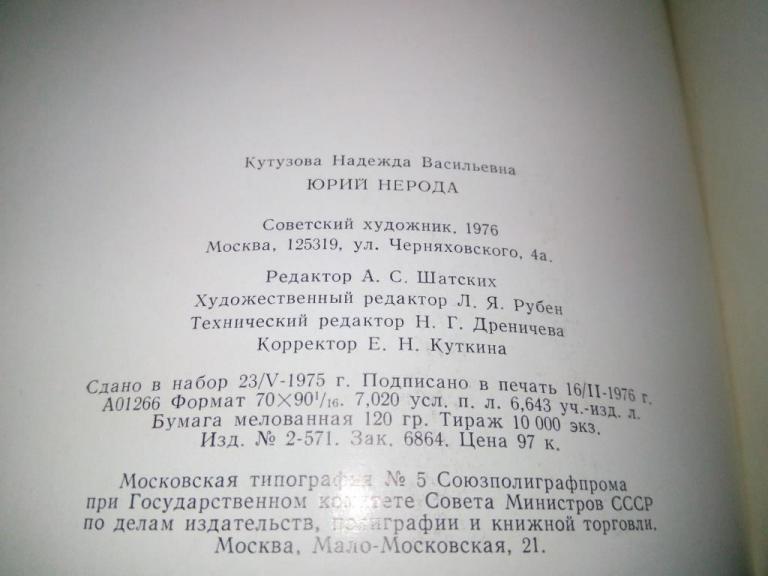 Кутузова Надежда Васильевна
ЮРИЙ НЕРОДА
Советский художник. 1976
Москва, 125319, ул. Черняховского, 4а.
Редактор А. С. Шатских
Художественный редактор Л. Я. Рубен
Технический редактор Н. Г. Дреничева
Корректор Е. Н. Куткина
Сдано в набор 23/V-1975 г. Подписано в печать 16/II-1976 г.
А01266 Формат 70×90¹/₁₆. 7,020 усл. п. л. 6,643 уч.-изд. л.
Бумага мелованная 120 гр. Тираж 10 000 экз.
Изд. № 2-571. Зак. 6864. Цена 97 к.
Московская типография № 5 Союзполиграфпрома
при Государственном комитете Совета Министров СССР
по делам издательств, полиграфии и книжной торговли.
Москва, Мало-Московская, 21.